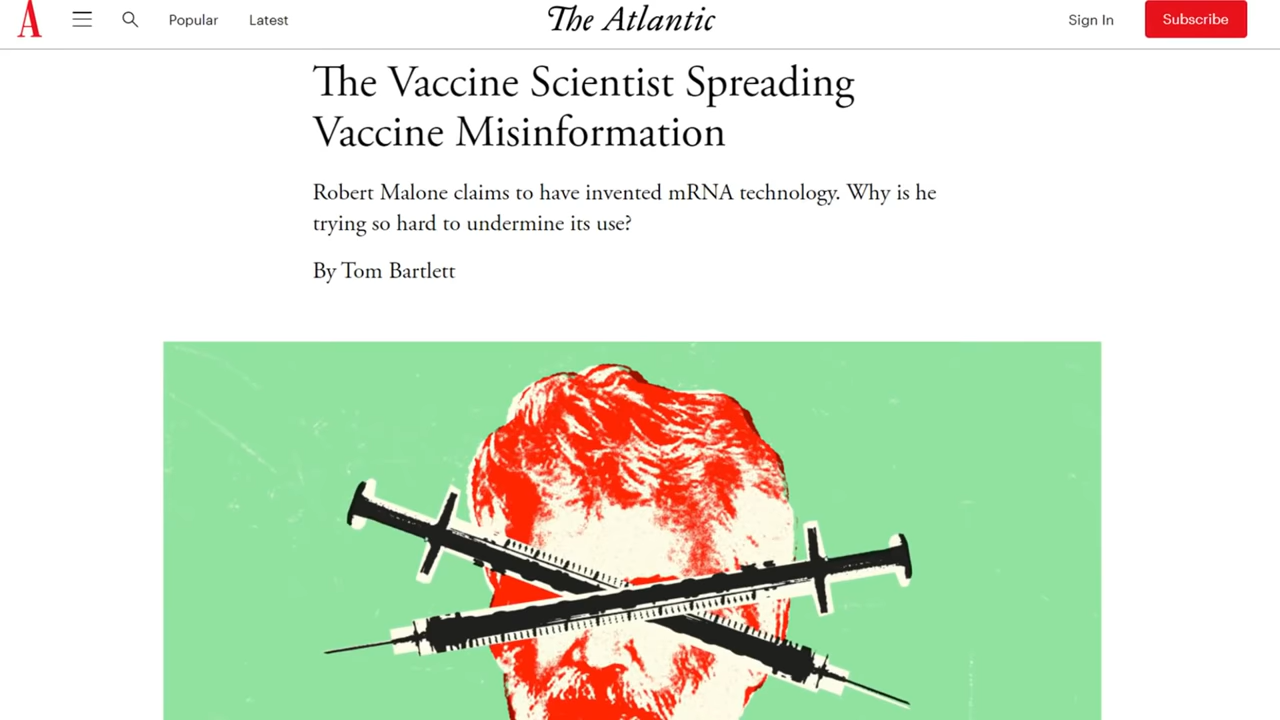 A
Popular
Latest
The Atlantic
Sign In
Subscribe
The Vaccine Scientist Spreading
Vaccine Misinformation
Robert Malone claims to have invented mRNA technology. Why is he
trying so hard to undermine its use?
By Tom Bartlett